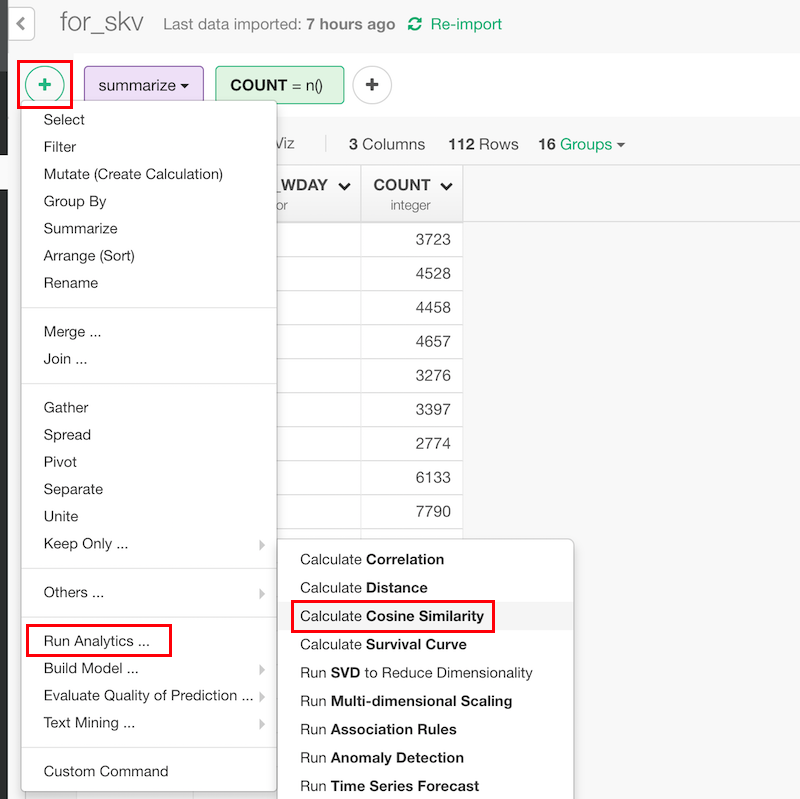 for_skv Last data imported: 7 hours ago Re-import
+ summarize COUNT = n() +
Viz 3 Columns 112 Rows 16 Groups
_WDAY COUNT
or integer
3723
4528
4458
4657
3276
3397
2774
6133
7790
Select
Filter
Mutate (Create Calculation)
Group By
Summarize
Arrange (Sort)
Rename
Merge ...
Join ...
Gather
Spread
Pivot
Separate
Unite
Keep Only ...
Others ...
Run Analytics ...
Build Model ...
Evaluate Quality of Prediction ...
Text Mining ...
Custom Command
Calculate Correlation
Calculate Distance
Calculate Cosine Similarity
Calculate Survival Curve
Run SVD to Reduce Dimensionality
Run Multi-dimensional Scaling
Run Association Rules
Run Anomaly Detection
Run Time Series Forecast